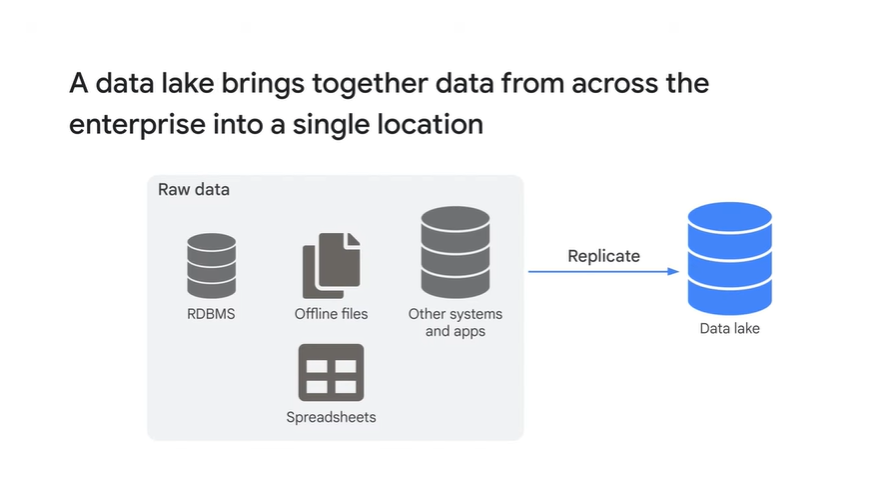 A data lake brings together data from across the
enterprise into a single location
Raw data
RDBMS
Offline files
Other systems
and apps
Spreadsheets
Replicate
Data lake